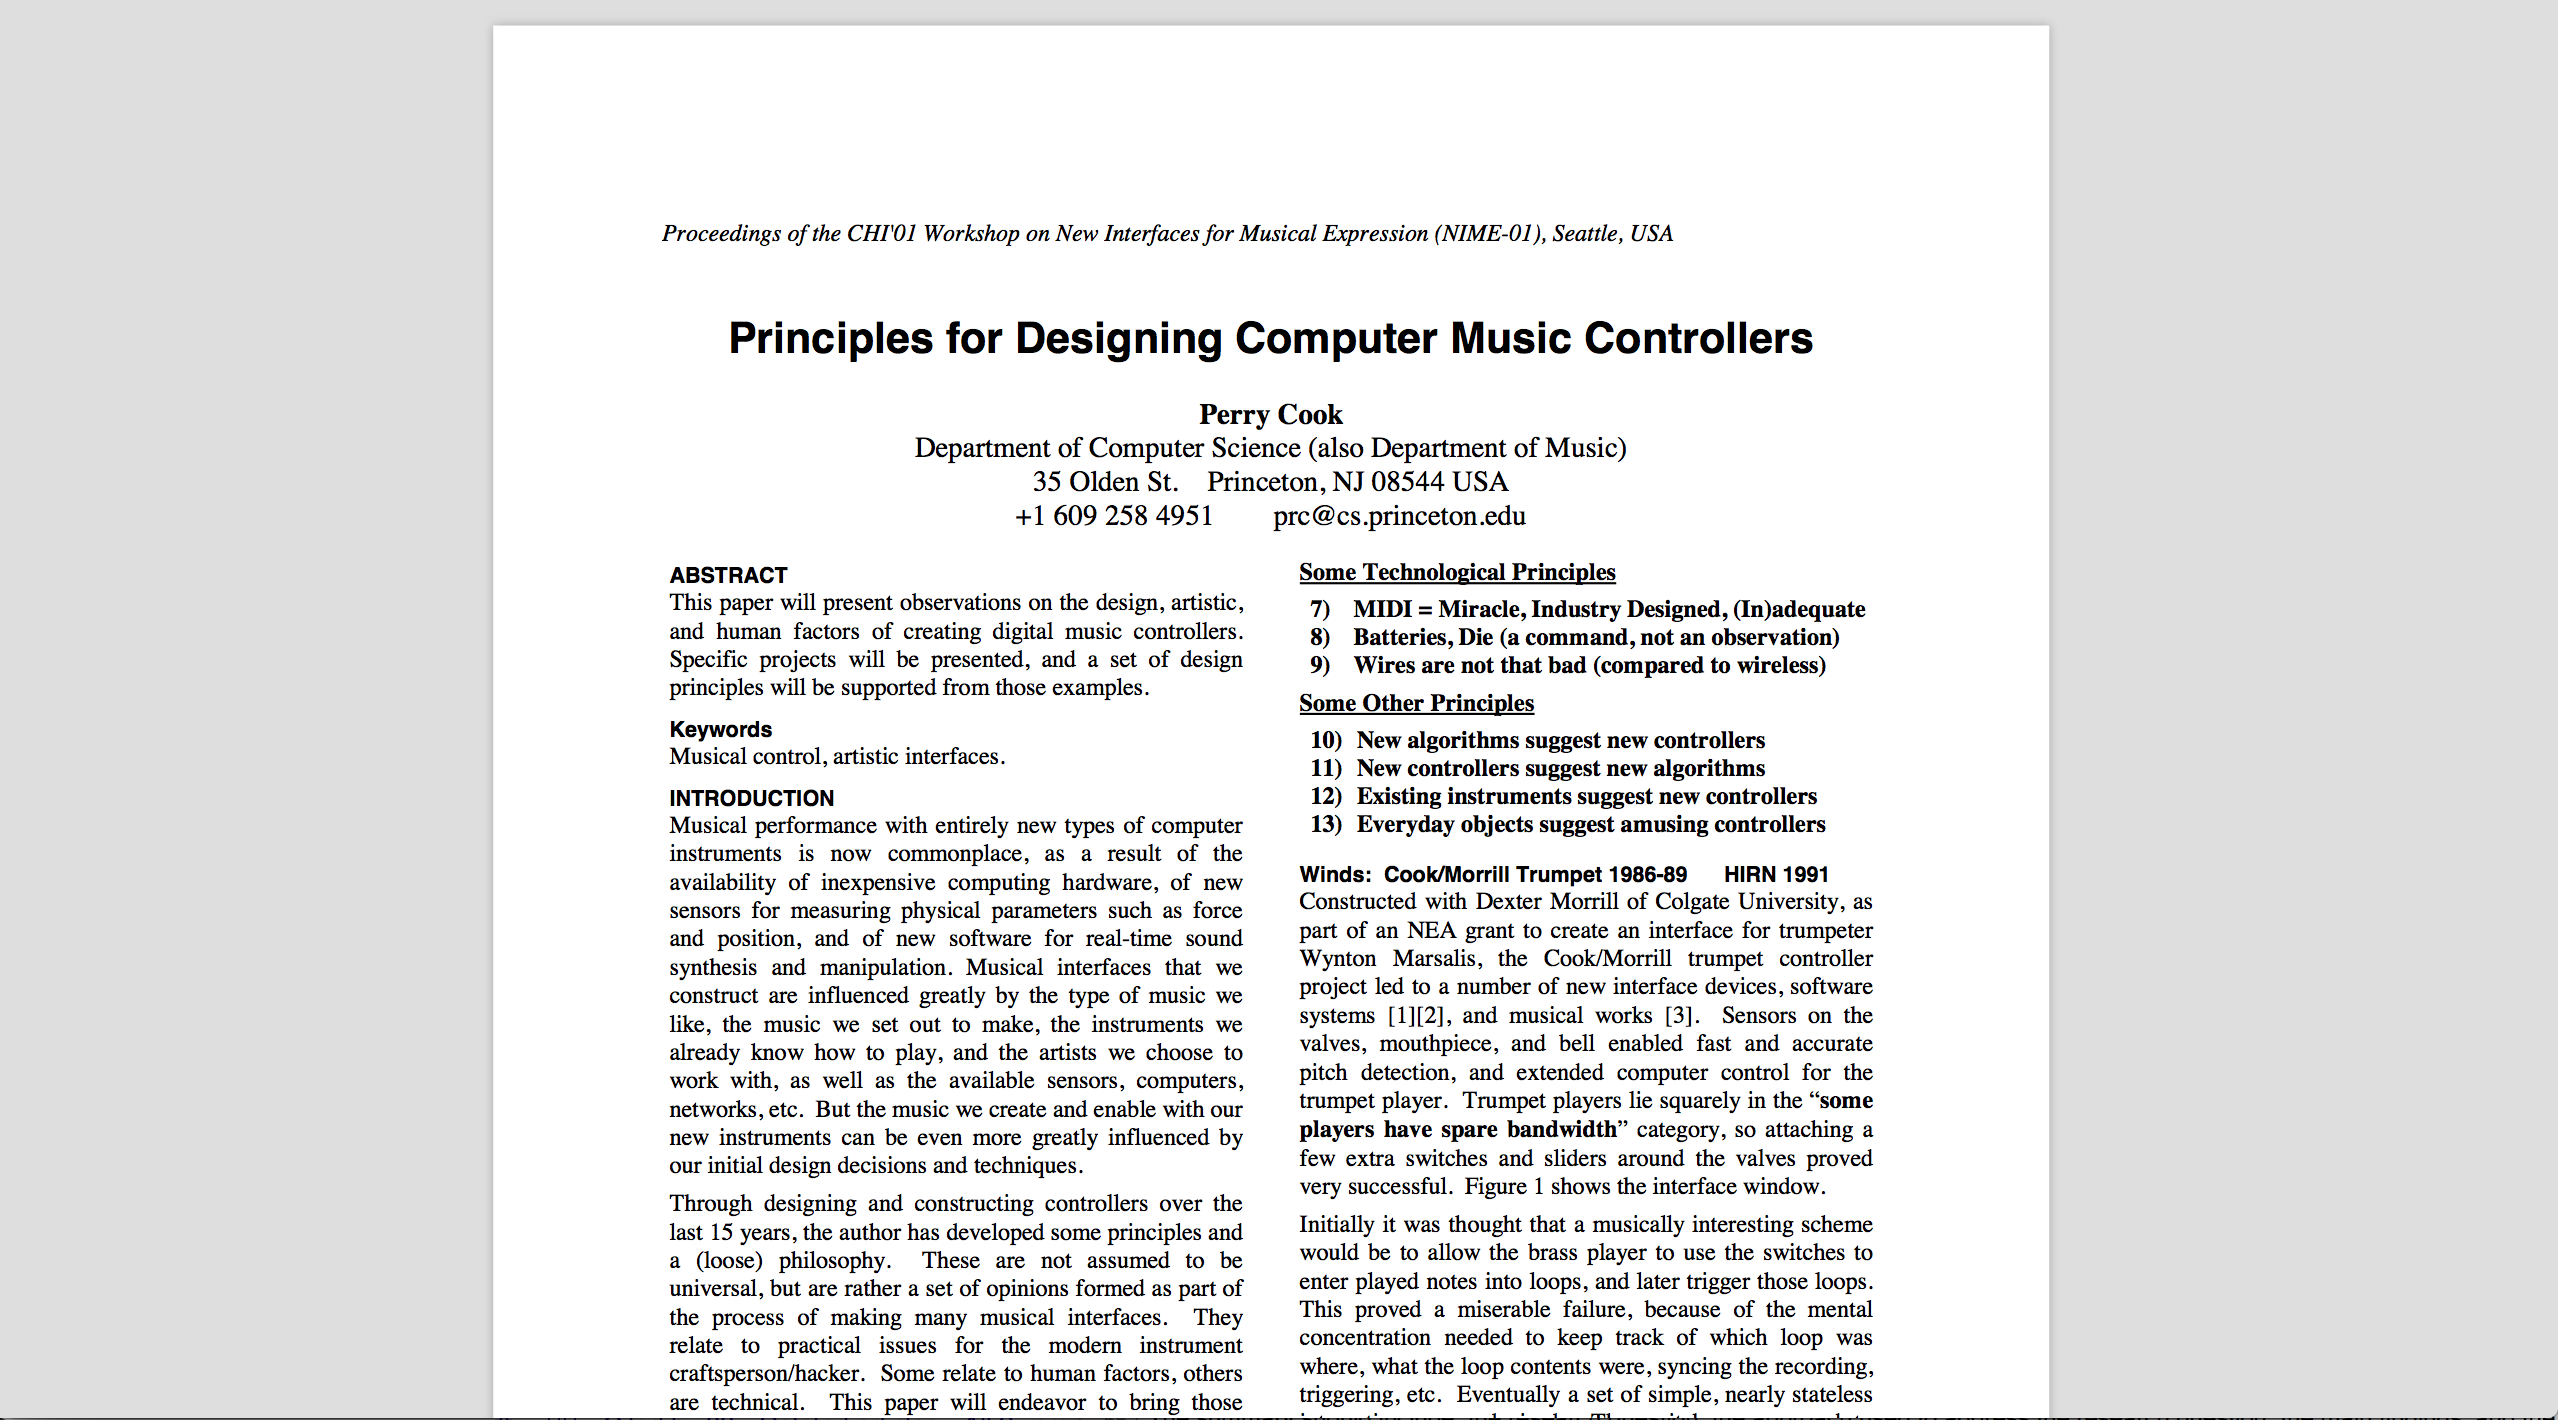 Proceedings of the CHI'01 Workshop on New Interfaces for Musical Expression (NIME-01), Seattle, USA
Principles for Designing Computer Music Controllers
Perry Cook
Department of Computer Science (also Department of Music)
35 Olden St. Princeton, NJ 08544 USA
+1 609 258 4951 prc@cs.princeton.edu
ABSTRACT
This paper will present observations on the design, artistic,
and human factors of creating digital music controllers.
Specific projects will be presented, and a set of design
principles will be supported from those examples.
Keywords
Musical control, artistic interfaces.
INTRODUCTION
Musical performance with entirely new types of computer
instruments is now commonplace, as a result of the
availability of inexpensive computing hardware, of new
sensors for measuring physical parameters such as force
and position, and of new software for real-time sound
synthesis and manipulation. Musical interfaces that we
construct are influenced greatly by the type of music we
like, the music we set out to make, the instruments we
already know how to play, and the artists we choose to
work with, as well as the available sensors, computers,
networks, etc. But the music we create and enable with our
new instruments can be even more greatly influenced by
our initial design decisions and techniques.
Through designing and constructing controllers over the
last 15 years, the author has developed some principles and
a (loose) philosophy. These are not assumed to be
universal, but are rather a set of opinions formed as part of
the process of making many musical interfaces. They
relate to practical issues for the modern instrument
craftsperson/hacker. Some relate to human factors, others
are technical. This paper will endeavor to bring those
Some Technological Principles
7) MIDI = Miracle, Industry Designed, (In)adequate
8) Batteries, Die (a command, not an observation)
9) Wires are not that bad (compared to wireless)
Some Other Principles
10) New algorithms suggest new controllers
11) New controllers suggest new algorithms
12) Existing instruments suggest new controllers
13) Everyday objects suggest amusing controllers
Winds: Cook/Morrill Trumpet 1986-89 HIRN 1991
Constructed with Dexter Morrill of Colgate University, as
part of an NEA grant to create an interface for trumpeter
Wynton Marsalis, the Cook/Morrill trumpet controller
project led to a number of new interface devices, software
systems [1][2], and musical works [3]. Sensors on the
valves, mouthpiece, and bell enabled fast and accurate
pitch detection, and extended computer control for the
trumpet player. Trumpet players lie squarely in the “some
players have spare bandwidth” category, so attaching a
few extra switches and sliders around the valves proved
very successful. Figure 1 shows the interface window.
Initially it was thought that a musically interesting scheme
would be to allow the brass player to use the switches to
enter played notes into loops, and later trigger those loops.
This proved a miserable failure, because of the mental
concentration needed to keep track of which loop was
where, what the loop contents were, syncing the recording,
triggering, etc. Eventually a set of simple, nearly stateless